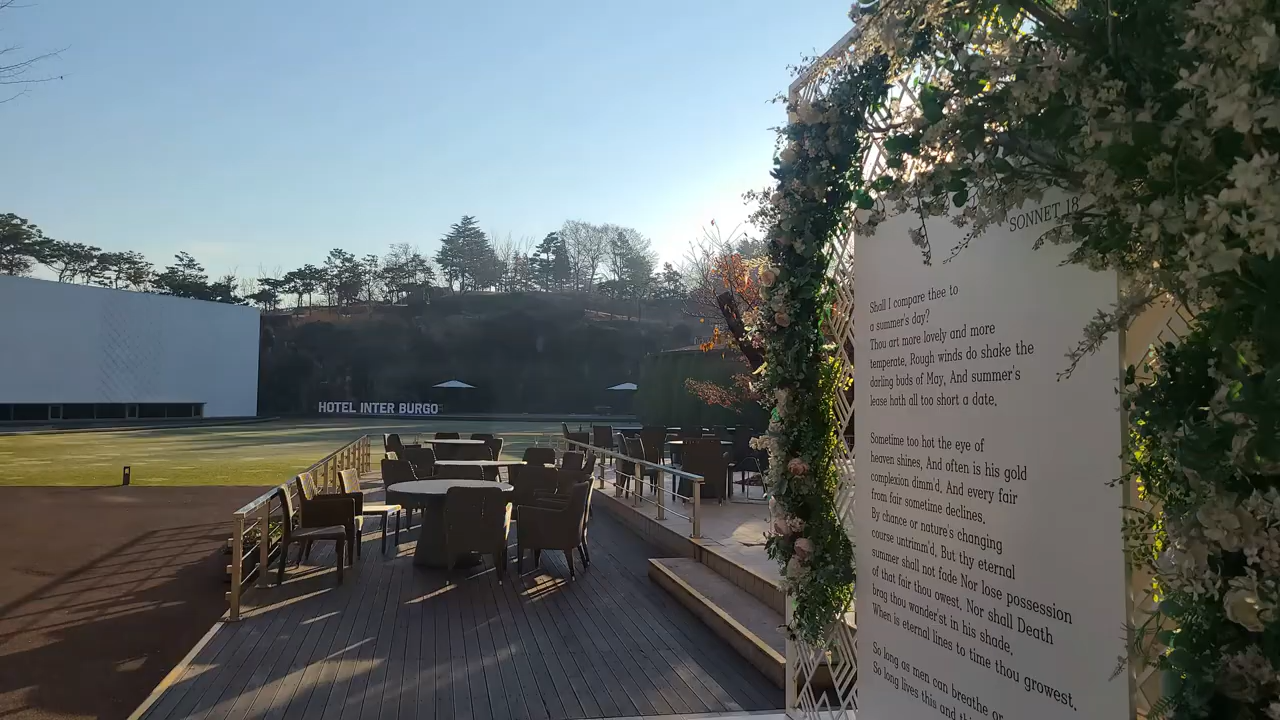 HOTEL INTER BURGO
SONNET 18
Shall I compare thee to
a summer's day?
Thou art more lovely and more
temperate, Rough winds do shake the
darling buds of May, And summer's
lease hath all too short a date,
Sometime too hot the eye of
heaven shines, And often is his gold
complexion dimm'd, And every fair
from fair sometime declines,
By chance or nature's changing
course untrimm'd, But thy eternal
summer shall not fade Nor lose possession
of that fair thou owest, Nor shall Death
brag thou wander'st in his shade,
When is eternal lines to time thou growest.
So long as men can breathe or
So long lives this and